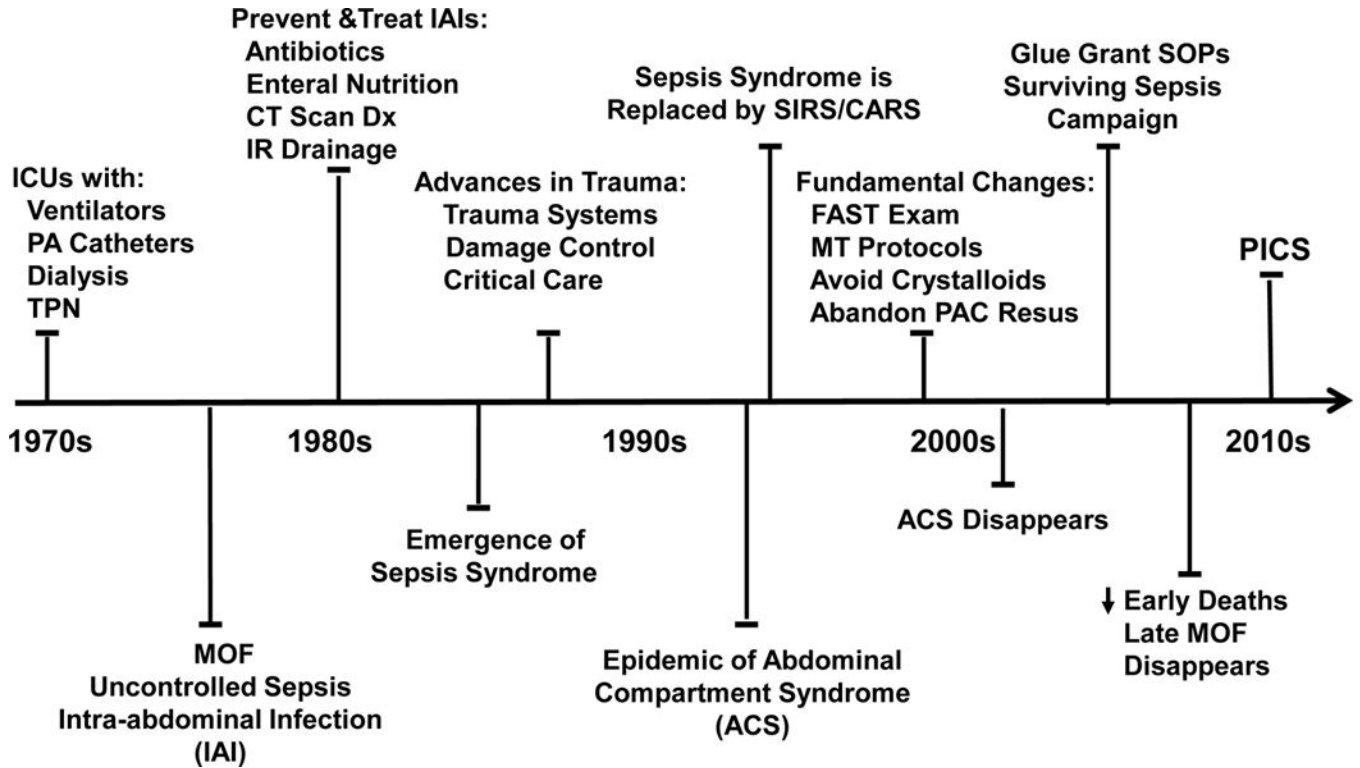 Prevent &Treat IAIs:
Antibiotics
Enteral Nutrition
CT Scan Dx
IR Drainage
ICUs with:
Ventilators
PA Catheters
Dialysis
TPN
Advances in Trauma:
Trauma Systems
Damage Control
Critical Care
Sepsis Syndrome is
Replaced by SIRS/CARS
Fundamental Changes:
FAST Exam
MT Protocols
Avoid Crystalloids
Abandon PAC Resus
Glue Grant SOPs
Surviving Sepsis
Campaign
PICS
1970s
1980s
1990s
2000s
2010s
MOF
Uncontrolled Sepsis
Intra-abdominal Infection
(IAI)
Emergence of
Sepsis Syndrome
Epidemic of Abdominal
Compartment Syndrome
(ACS)
ACS Disappears
↓ Early Deaths
Late MOF
Disappears